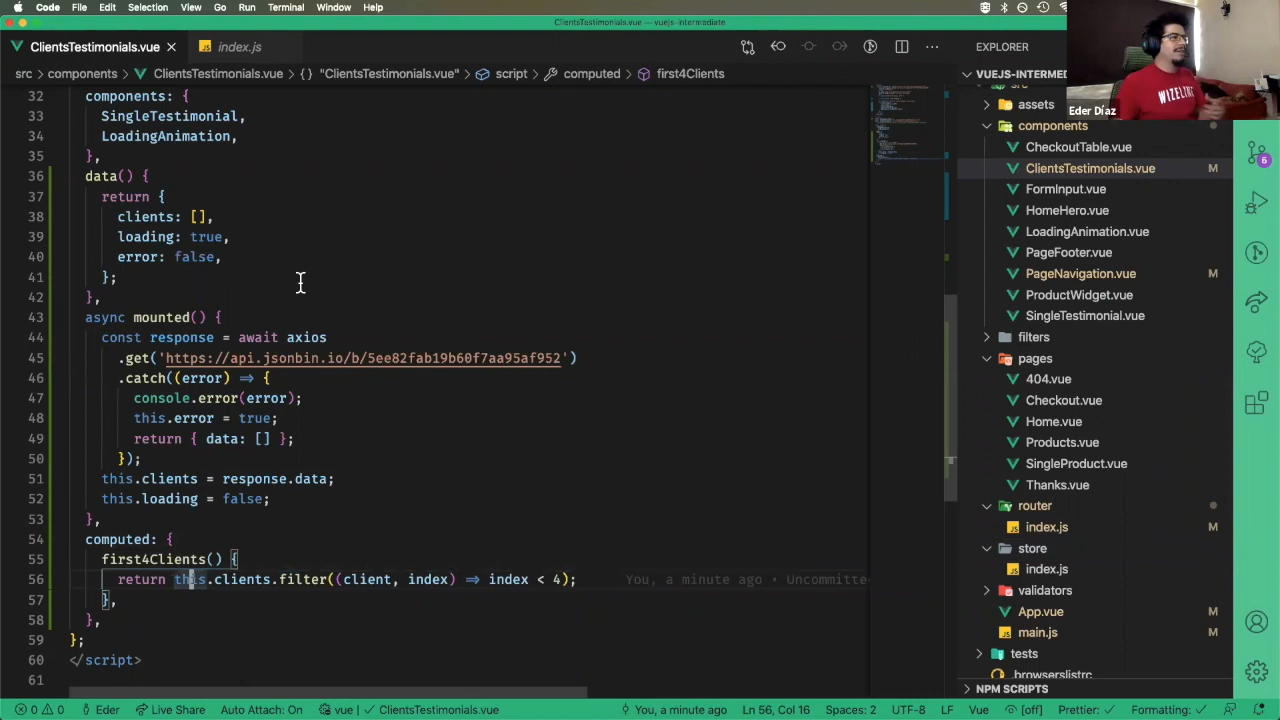 Code File Edit Selection View Go Run Terminal Window
ClientsTestimonials.vue — vuejs-intermediate
ClientsTestimonials.vue
index.js
EXPLORER
src > components > ClientsTestimonials.vue > {} "ClientsTestimonials.vue" > script > computed > first4Clients
32 components: {
33 SingleTestimonial,
34 LoadingAnimation,
35 },
36 data() {
37 return {
38 clients: [],
39 loading: true,
40 error: false,
41 };
42 },
43 async mounted() {
44 const response = await axios
45 .get('https://api.jsonbin.io/b/5ee82fab19b60f7aa95af952')
46 .catch((error) => {
47 console.error(error);
48 this.error = true;
49 return { data: [] };
50 });
51 this.clients = response.data;
52 this.loading = false;
53 },
54 computed: {
55 first4Clients() {
56 return this.clients.filter((client, index) => index < 4); You, a minute ago • Uncommitte
57 },
58 },
59 };
60 </script>
61
VUEJS-INTERMED
src
assets
components
CheckoutTable.vue
ClientsTestimonials.vue M
FormInput.vue
HomeHero.vue
LoadingAnimation.vue
PageFooter.vue
PageNavigation.vue M
ProductWidget.vue
SingleTestimonial.vue
filters
pages
404.vue
Checkout.vue
Home.vue
Products.vue
SingleProduct.vue
Thanks.vue
router
index.js
store
index.js
validators
App.vue M
main.js M
tests
.browserslistrc
NPM SCRIPTS
WIZELINE
Eder Díaz
6
0 0 Eder Live Share Auto Attach: On vue | ClientsTestimonials.vue You, a minute ago Ln 56, Col 16 Spaces: 2 UTF-8 LF Vue [off] Prettier: ✓ Formatting: ✓